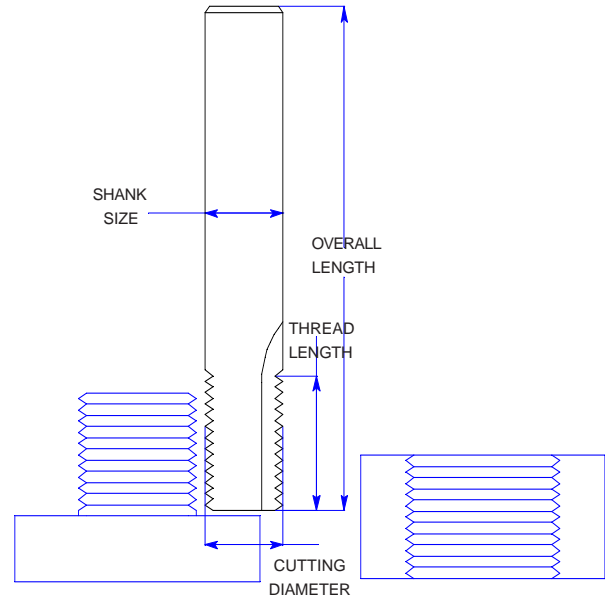 SHANK
SIZE
OVERALL
LENGTH
THREAD
LENGTH
CUTTING
DIAMETER